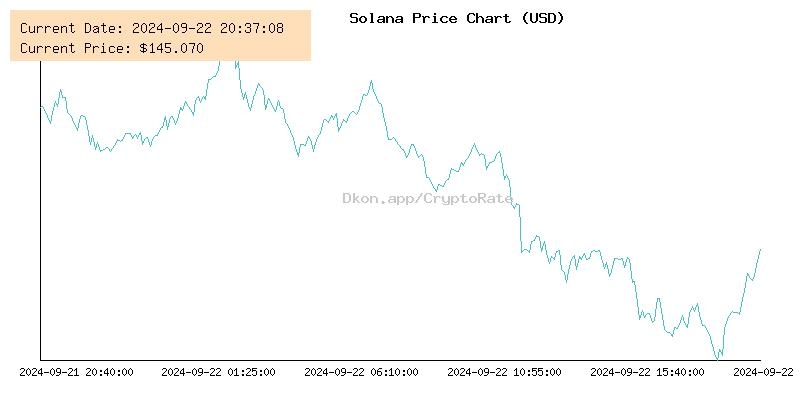 Solana Price Chart (USD)
Current Date: 2024-09-22 20:37:08
Current Price: $145.070
Dkon.app/CryptoRate
2024-09-21 20:40:00 2024-09-22 01:25:00 2024-09-22 06:10:00 2024-09-22 10:55:00 2024-09-22 15:40:00 2024-09-22